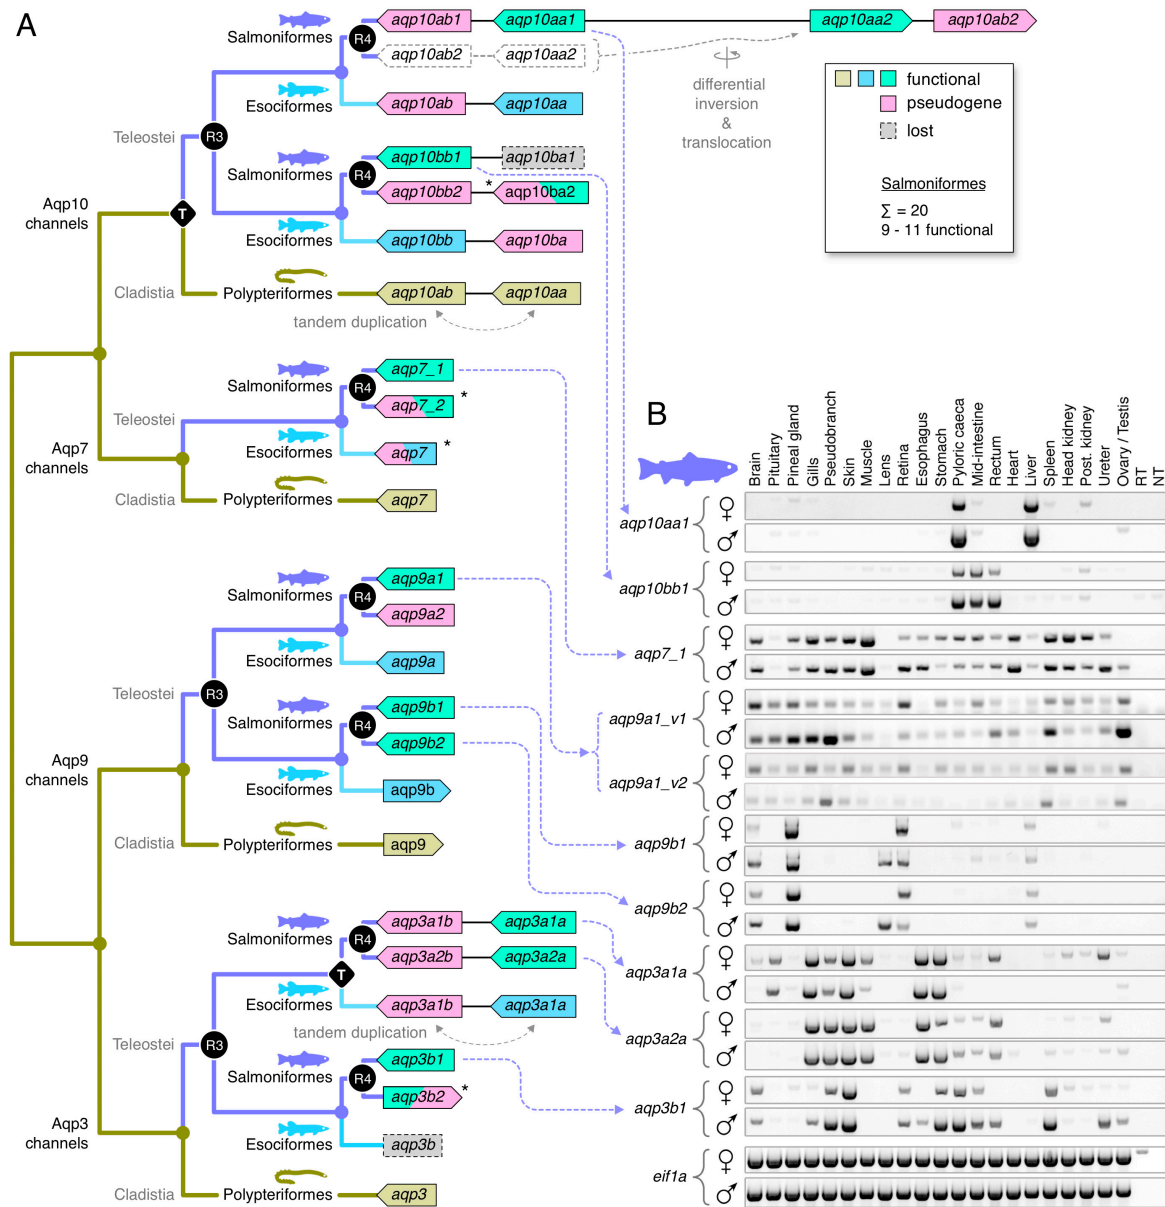 A
aqp10ab1
aqp10aa1
aqp10aa2
aqp10ab2
Salmoniformes
R4
aqp10ab2
aqp10aa2
differential
inversion
&
translocation
Esociformes
aqp10ab
aqp10aa
functional
pseudogene
lost
Salmoniformes
∑ = 20
9 - 11 functional
Teleostei
R3
aqp10bb1
aqp10ba1
Salmoniformes
R4
aqp10bb2
*
aqp10ba2
Aqp10
channels
T
Esociformes
aqp10bb
aqp10ba
Cladistia
Polypteriformes
aqp10ab
aqp10aa
tandem duplication
aqp7_1
Salmoniformes
R4
aqp7_2
*
Teleostei
Esociformes
aqp7
*
Aqp7
channels
Cladistia
Polypteriformes
aqp7
aqp9a1
Salmoniformes
R4
aqp9a2
Esociformes
aqp9a
Teleostei
R3
aqp9b1
Salmoniformes
R4
aqp9b2
Aqp9
channels
Esociformes
aqp9b
Cladistia
Polypteriformes
aqp9
aqp3a1b
aqp3a1a
Salmoniformes
R4
aqp3a2b
aqp3a2a
T
Esociformes
aqp3a1b
aqp3a1a
tandem duplication
Teleostei
R3
aqp3b1
Salmoniformes
R4
aqp3b2
*
Aqp3
channels
Esociformes
aqp3b
Cladistia
Polypteriformes
aqp3
B
Brain
Pituitary
Pyneal gland
Gills
Pseudobranch
Skin
Muscle
Lens
Retina
Esophagus
Stomach
Pyloric caeca
Mid-intestine
Rectum
Heart
Liver
Spleen
Head kidney
Post. kidney
Ureter
Ovary / Testis
RT
NT
aqp10aa1 ♀
♂
aqp10bb1 ♀
♂
aqp7_1 ♀
♂
aqp9a1_v1 ♀
♂
aqp9a1_v2 ♀
♂
aqp9b1 ♀
♂
aqp9b2 ♀
♂
aqp3a1a ♀
♂
aqp3a2a ♀
♂
aqp3b1 ♀
♂
eif1a ♀
♂